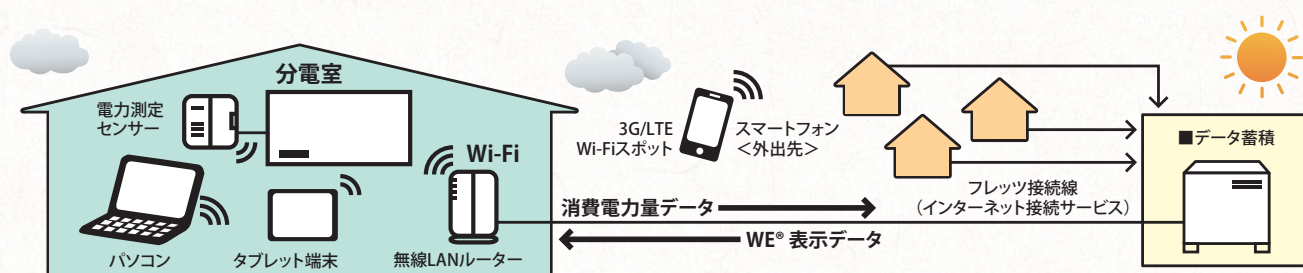 分電室
電力測定
センサー
Wi-Fi
パソコン
タブレット端末
無線LANルーター
3G/LTE
Wi-Fiスポット
スマートフォン
＜外出先＞
消費電力量データ
WE® 表示データ
フレッツ接続線
（インターネット接続サービス）
■データ蓄積